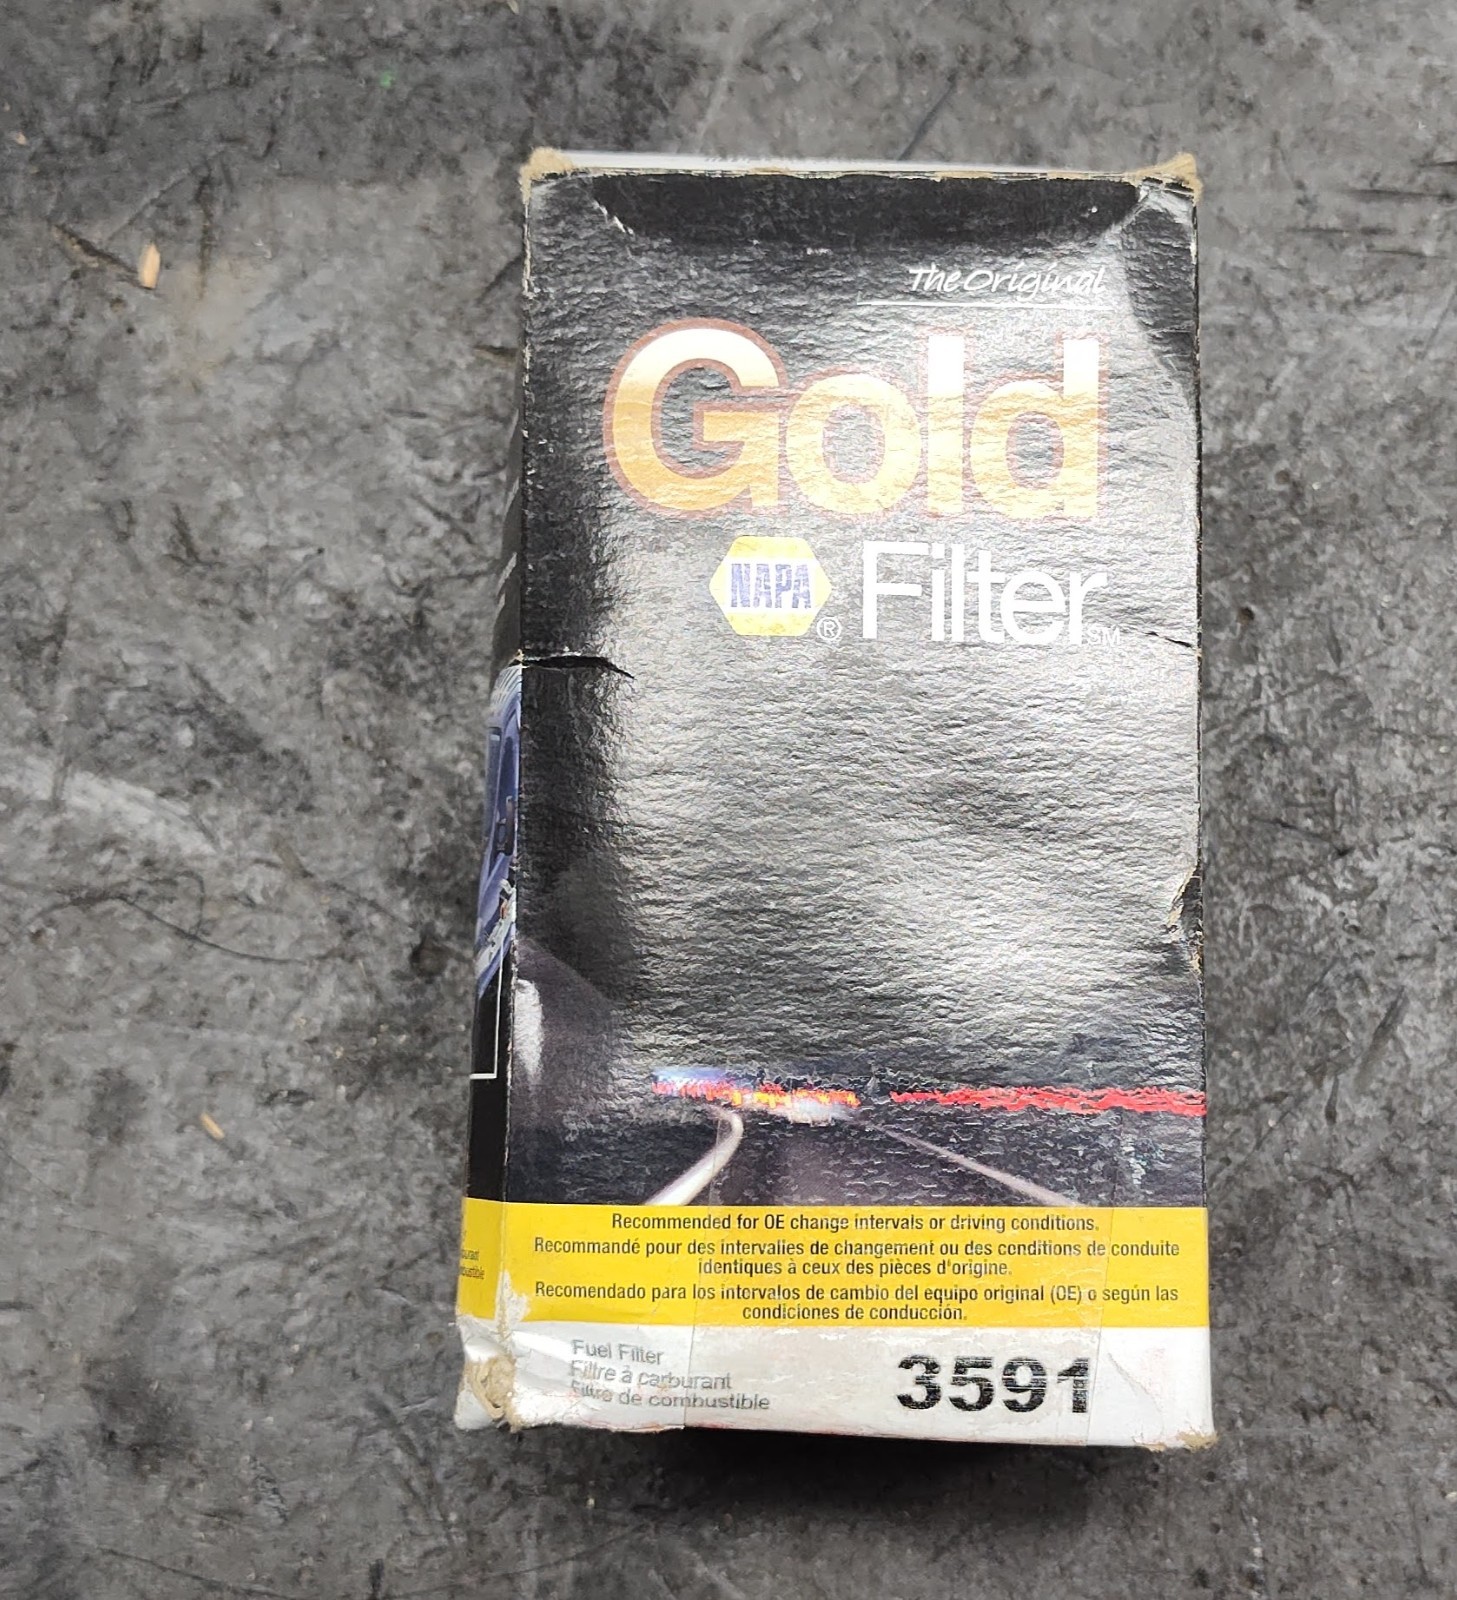 The Original
Gold
NAPA® Filter SM
Recommended for OE change intervals or driving conditions.
Recommandé pour des intervalles de changement ou des conditions de conduite
identiques à ceux des pièces d'origine.
Recomendado para los intervalos de cambio del equipo original (OE) o según las
condiciones de conducción.
Fuel Filter
Filtre à carburant
Filtro de combustible
3591